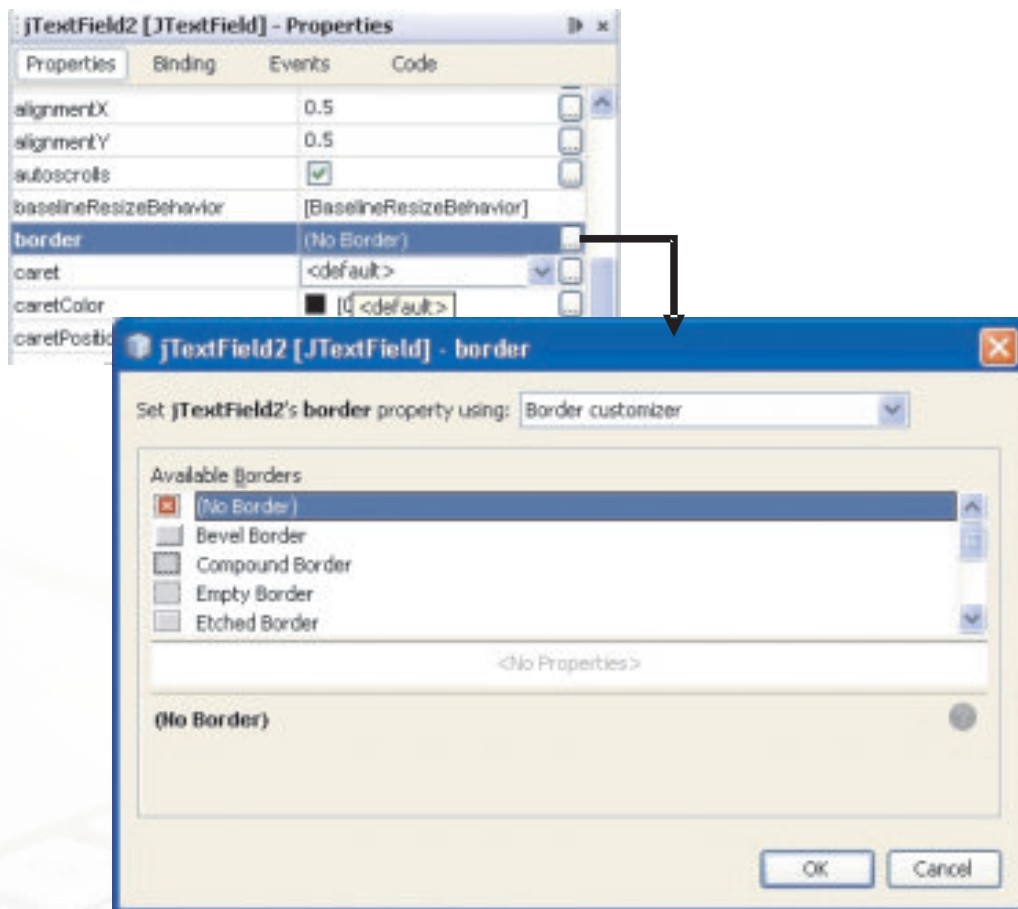 jTextField2 [JTextField] - Properties
Properties Binding Events Code
alignmentX 0.5 ...
alignmentY 0.5 ...
autoscrolls ...
baselineResizeBehavior [BaselineResizeBehavior]
border (No Border) ...
caret <default> ...
caretColor <default> ...
jTextField2 [JTextField] - border
Set jTextField2's border property using: Border customizer
Available Borders
(No Border)
Bevel Border
Compound Border
Empty Border
Etched Border
<No Properties>
(No Border)
OK Cancel